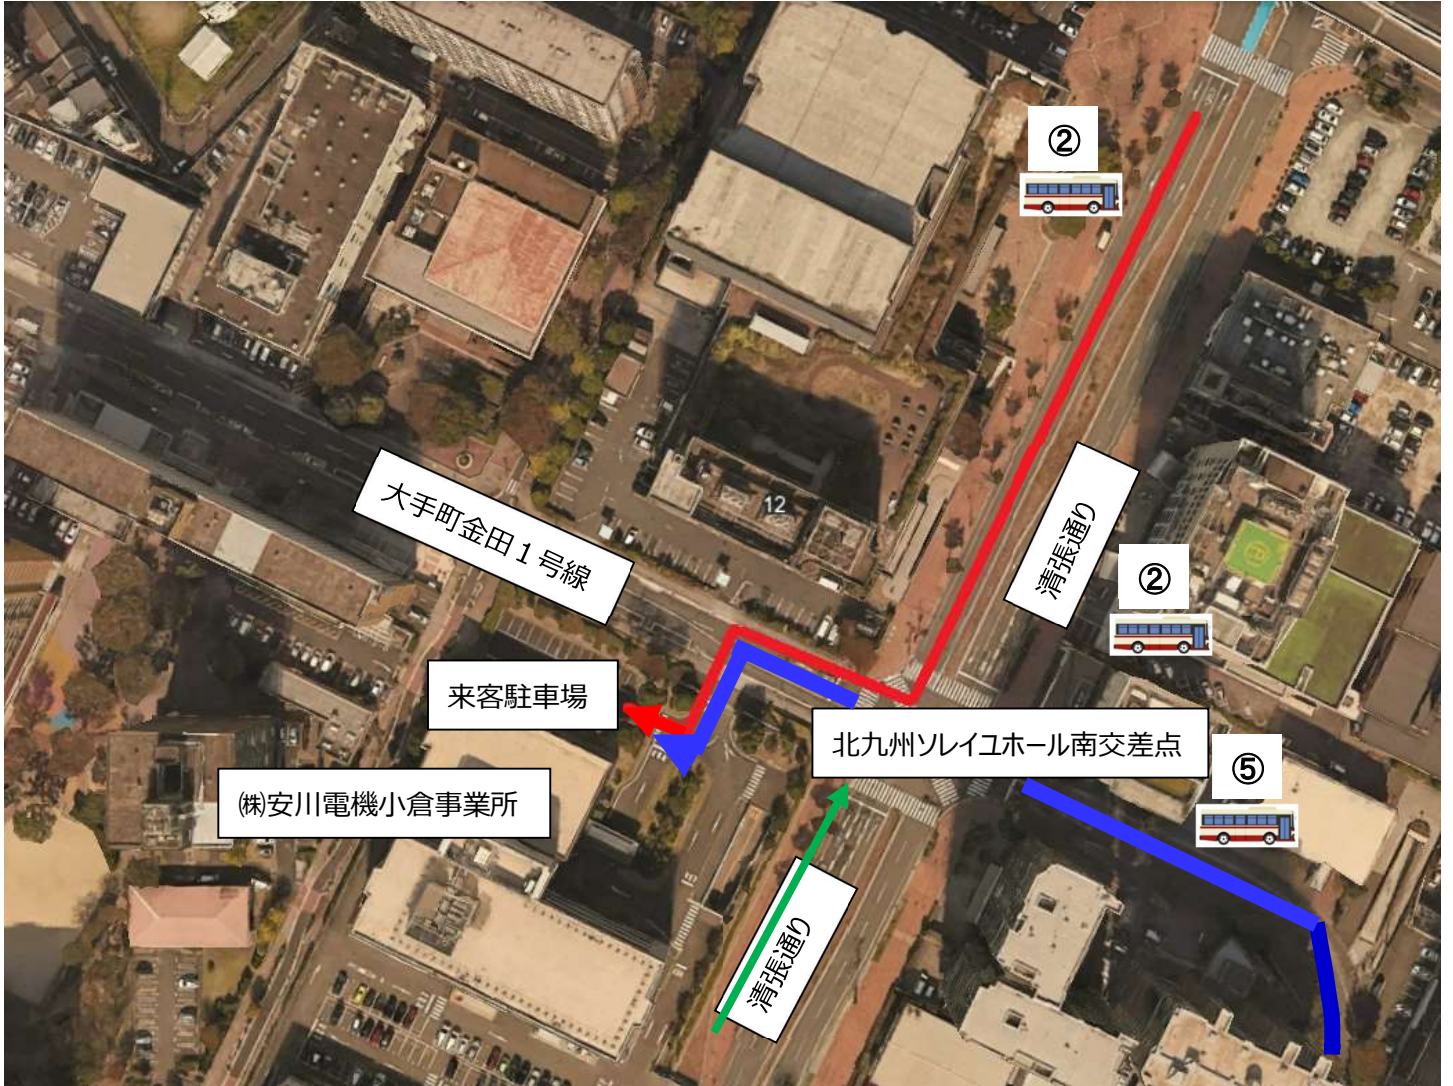 ②
大手町金田１号線
12
清張通り
②
来客駐車場
北九州ソレイユホール南交差点
⑤
㈱安川電機小倉事業所
清張通り